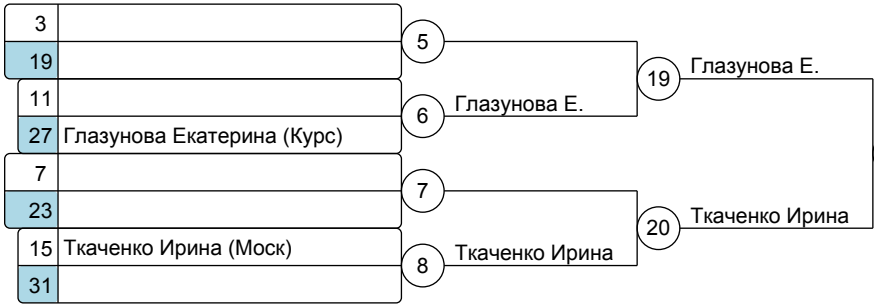 3
5
19
19
Глазунова Е.
11
6
Глазунова Е.
27 Глазунова Екатерина (Курс)
7
7
23
20
Ткаченко Ирина
15 Ткаченко Ирина (Моск)
8
Ткаченко Ирина
31